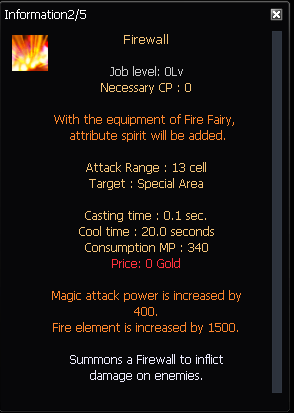 Information2/5
Firewall
Job level: 0Lv
Necessary CP : 0
With the equipment of Fire Fairy,
attribute spirit will be added.
Attack Range : 13 cell
Target : Special Area
Casting time : 0.1 sec.
Cool time : 20.0 seconds
Consumption MP : 340
Price: 0 Gold
Magic attack power is increased by
400.
Fire element is increased by 1500.
Summons a Firewall to inflict
damage on enemies.